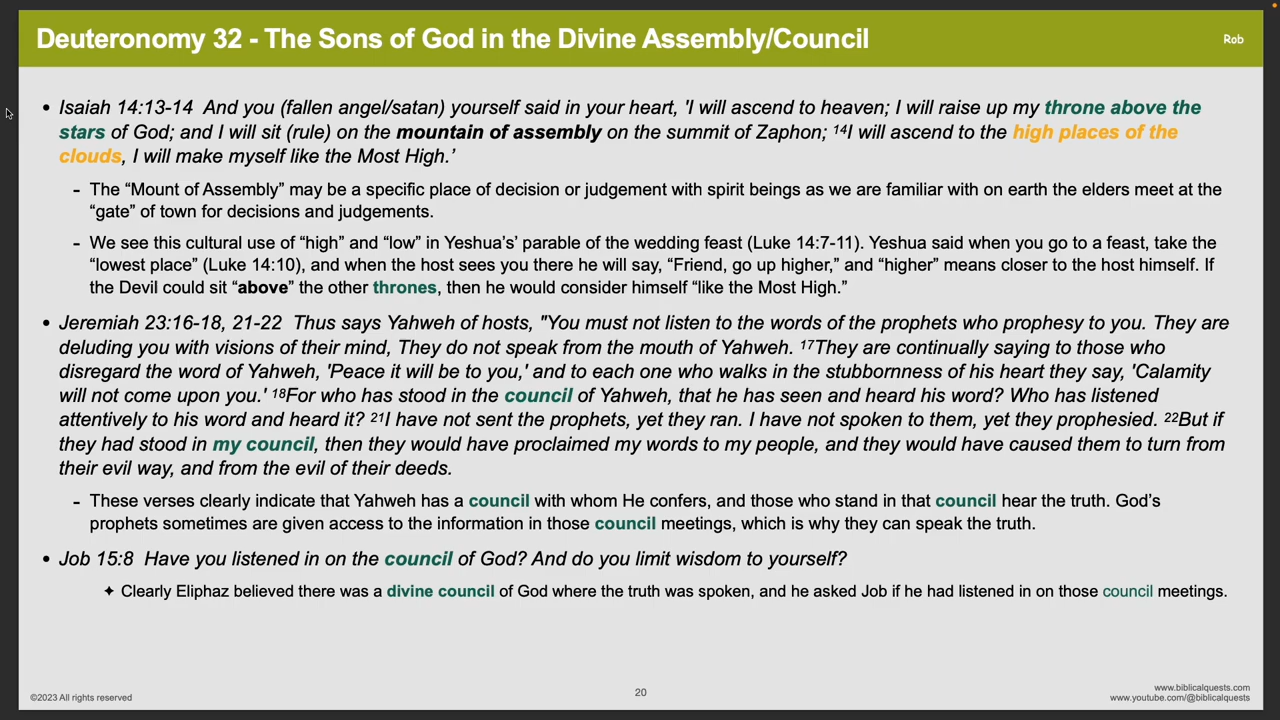 Deuteronomy 32 - The Sons of God in the Divine Assembly/Council
Rob
• Isaiah 14:13-14  And you (fallen angel/satan) yourself said in your heart, 'I will ascend to heaven; I will raise up my throne above the
stars of God; and I will sit (rule) on the mountain of assembly on the summit of Zaphon; ¹⁴I will ascend to the high places of the
clouds, I will make myself like the Most High.’
- The “Mount of Assembly” may be a specific place of decision or judgement with spirit beings as we are familiar with on earth the elders meet at the
“gate” of town for decisions and judgements.
- We see this cultural use of “high” and “low” in Yeshua’s’ parable of the wedding feast (Luke 14:7-11). Yeshua said when you go to a feast, take the
“lowest place” (Luke 14:10), and when the host sees you there he will say, “Friend, go up higher,” and “higher” means closer to the host himself. If
the Devil could sit “above” the other thrones, then he would consider himself “like the Most High.”
• Jeremiah 23:16-18, 21-22  Thus says Yahweh of hosts, "You must not listen to the words of the prophets who prophesy to you. They are
deluding you with visions of their mind, They do not speak from the mouth of Yahweh. ¹⁷They are continually saying to those who
disregard the word of Yahweh, 'Peace it will be to you,' and to each one who walks in the stubbornness of his heart they say, 'Calamity
will not come upon you.' ¹⁸For who has stood in the council of Yahweh, that he has seen and heard his word? Who has listened
attentively to his word and heard it? ²¹I have not sent the prophets, yet they ran. I have not spoken to them, yet they prophesied. ²²But if
they had stood in my council, then they would have proclaimed my words to my people, and they would have caused them to turn from
their evil way, and from the evil of their deeds.
- These verses clearly indicate that Yahweh has a council with whom He confers, and those who stand in that council hear the truth. God’s
prophets sometimes are given access to the information in those council meetings, which is why they can speak the truth.
• Job 15:8  Have you listened in on the council of God? And do you limit wisdom to yourself?
✦ Clearly Eliphaz believed there was a divine council of God where the truth was spoken, and he asked Job if he had listened in on those council meetings.
©2023 All rights reserved
20
www.biblicalquests.com
www.youtube.com/@biblicalquests